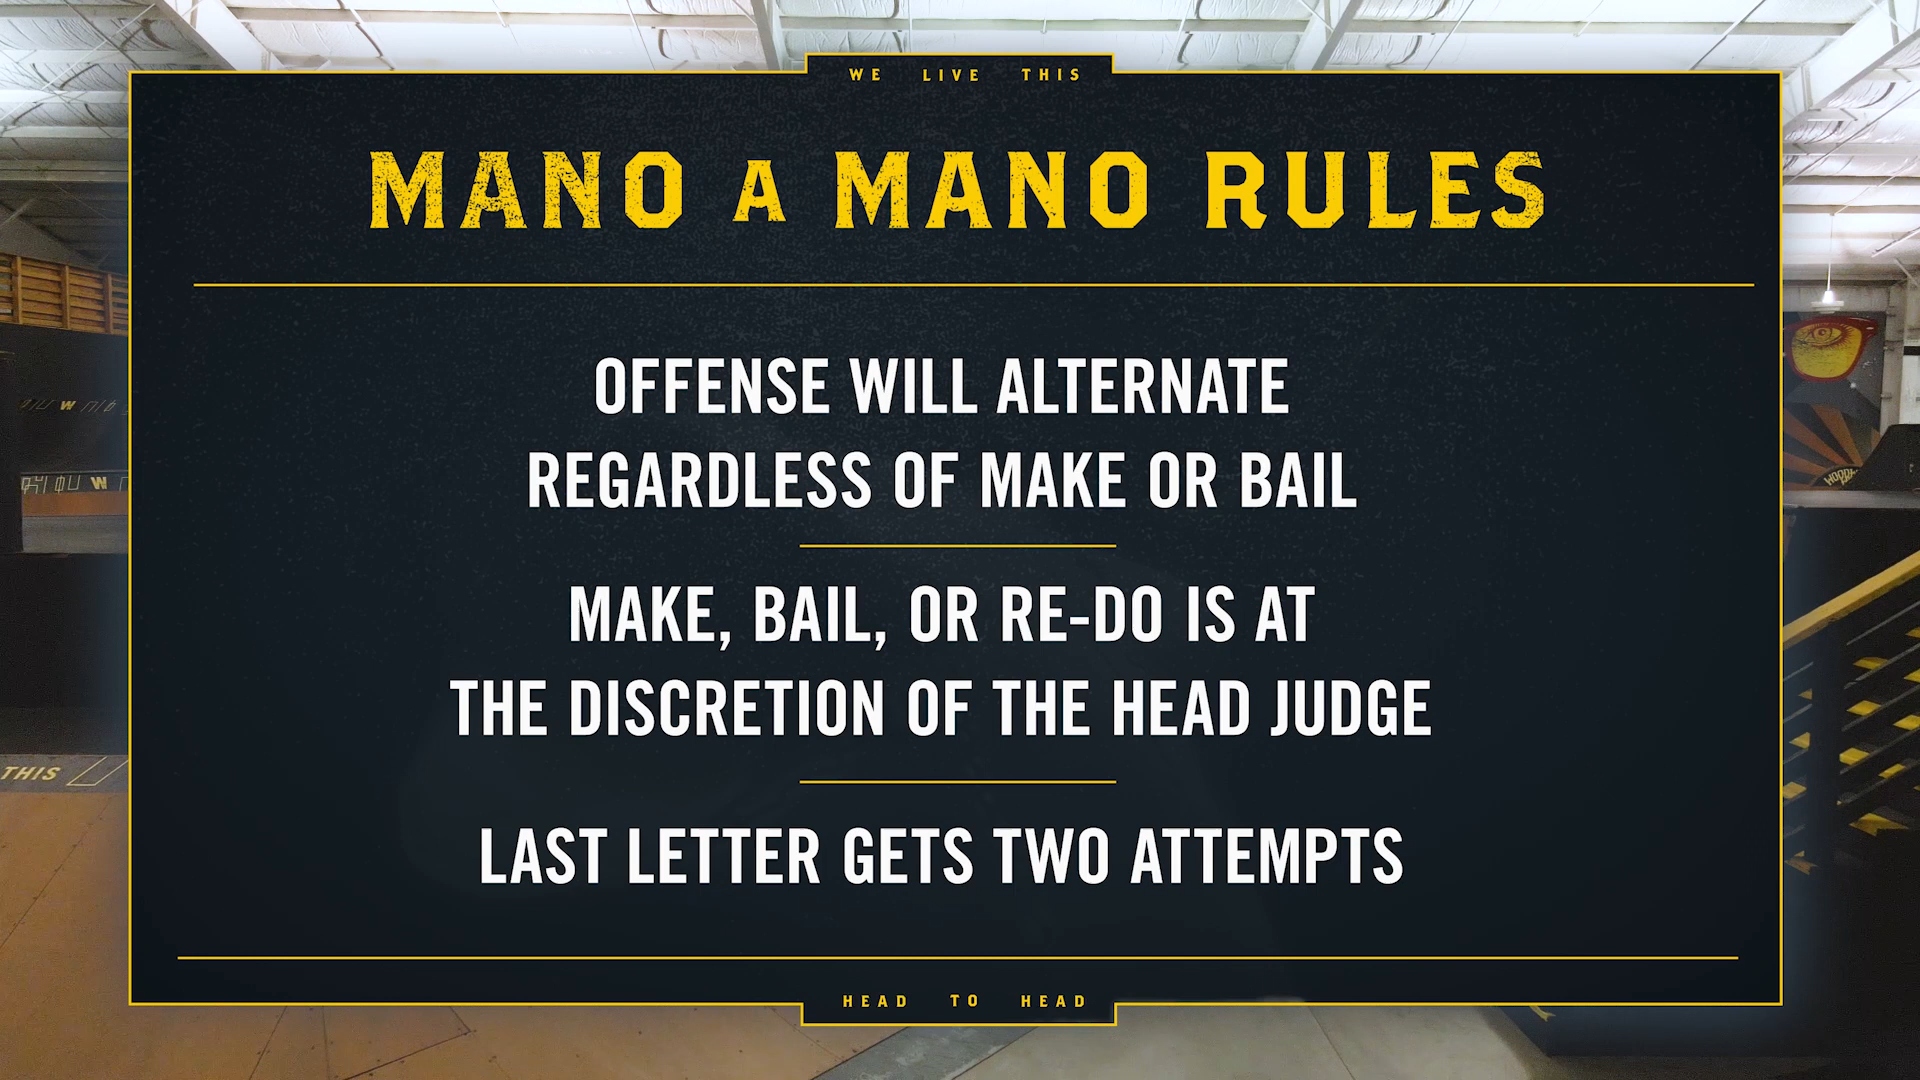 WE LIVE THIS
MANO A MANO RULES
OFFENSE WILL ALTERNATE
REGARDLESS OF MAKE OR BAIL
MAKE, BAIL, OR RE-DO IS AT
THE DISCRETION OF THE HEAD JUDGE
LAST LETTER GETS TWO ATTEMPTS
THIS
HEAD TO HEAD